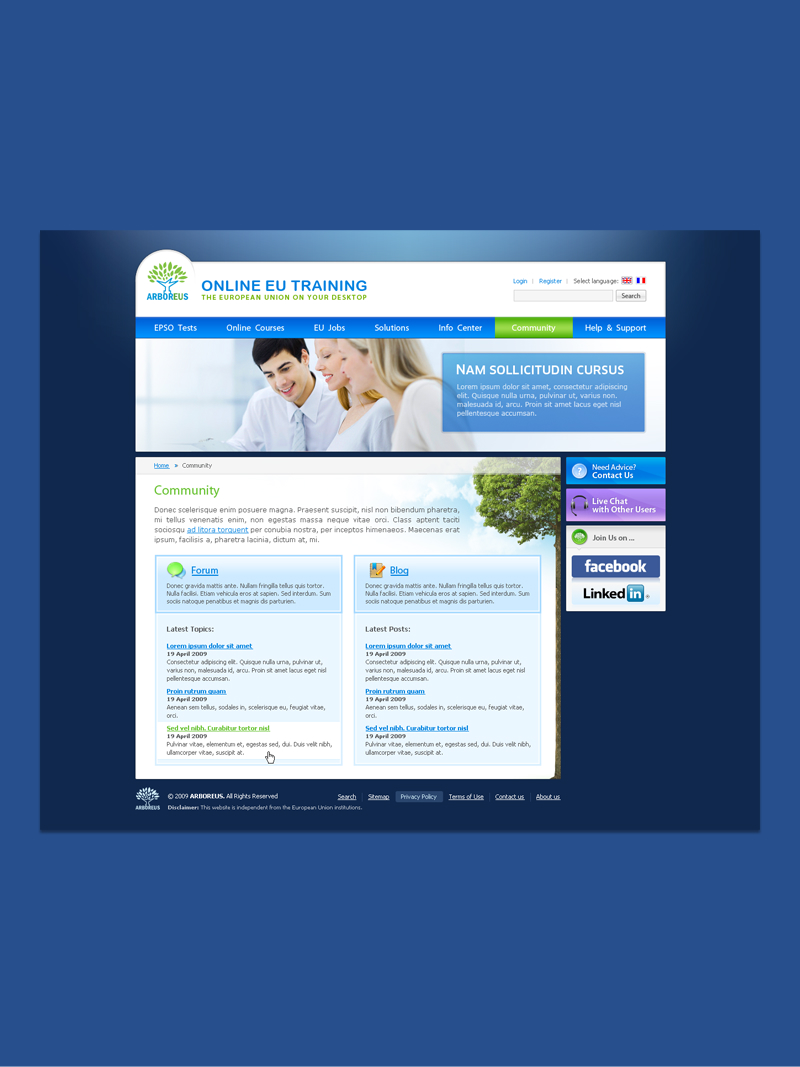 ARBOREUS
ONLINE EU TRAINING
THE EUROPEAN UNION ON YOUR DESKTOP
Login | Register | Select language:
Search
EPSO Tests Online Courses EU Jobs Solutions Info Center Community Help & Support
NAM SOLLICITUDIN CURSUS
Lorem ipsum dolor sit amet, consectetur adipiscing
elit. Quisque nulla urna, pulvinar ut, varius non.
malesuada id, arcu. Proin sit amet lacus eget nisl
pellentesque accumsan.
Home » Community
Community
Donec scelerisque enim posuere magna. Praesent suscipit, nisl non bibendum pharetra,
mi tellus venenatis enim, non egestas massa neque vitae orci. Class aptent taciti
sociosqu ad litora torquent per conubia nostra, per inceptos himenaeos. Maecenas erat
ipsum, facilisis a, pharetra lacinia, dictum at, mi.
Forum
Donec gravida mattis ante. Nullam fringilla tellus quis tortor.
Nulla facilisi. Etiam vehicula eros at sapien. Sed interdum. Sum
socis natoque penatibus et magnis dis parturien.
Latest Topics:
Lorem ipsum dolor sit amet
19 April 2009
Consectetur adipiscing elit. Quisque nulla urna, pulvinar ut,
varius non, malesuada id, arcu. Proin sit amet lacus eget nisl
pellentesque accumsan.
Proin rutrum quam
19 April 2009
Aenean sem tellus, sodales in, scelerisque eu, feugiat vitae,
orci.
Sed vel nibh. Curabitur tortor nisl
19 April 2009
Pulvinar vitae, elementum et, egestas sed, dui. Duis velit nibh,
ullamcorper vitae, suscipit at.
Blog
Donec gravida mattis ante. Nullam fringilla tellus quis tortor.
Nulla facilisi. Etiam vehicula eros at sapien. Sed interdum. Sum
socis natoque penatibus et magnis dis parturien.
Latest Posts:
Lorem ipsum dolor sit amet
19 April 2009
Consectetur adipiscing elit. Quisque nulla urna, pulvinar ut,
varius non, malesuada id, arcu. Proin sit amet lacus eget nisl
pellentesque accumsan.
Proin rutrum quam
19 April 2009
Aenean sem tellus, sodales in, scelerisque eu, feugiat vitae,
orci.
Sed vel nibh. Curabitur tortor nisl
19 April 2009
Pulvinar vitae, elementum et, egestas sed, dui. Duis velit nibh,
ullamcorper vitae, suscipit at.
Need Advice?
Contact Us
Live Chat
with Other Users
Join Us on ...
facebook
Linked in
ARBOREUS
© 2009 ARBOREUS. All Rights Reserved
Search | Sitemap Privacy Policy Terms of Use | Contact us | About us
Disclaimer: This website is independent from the European Union institutions.